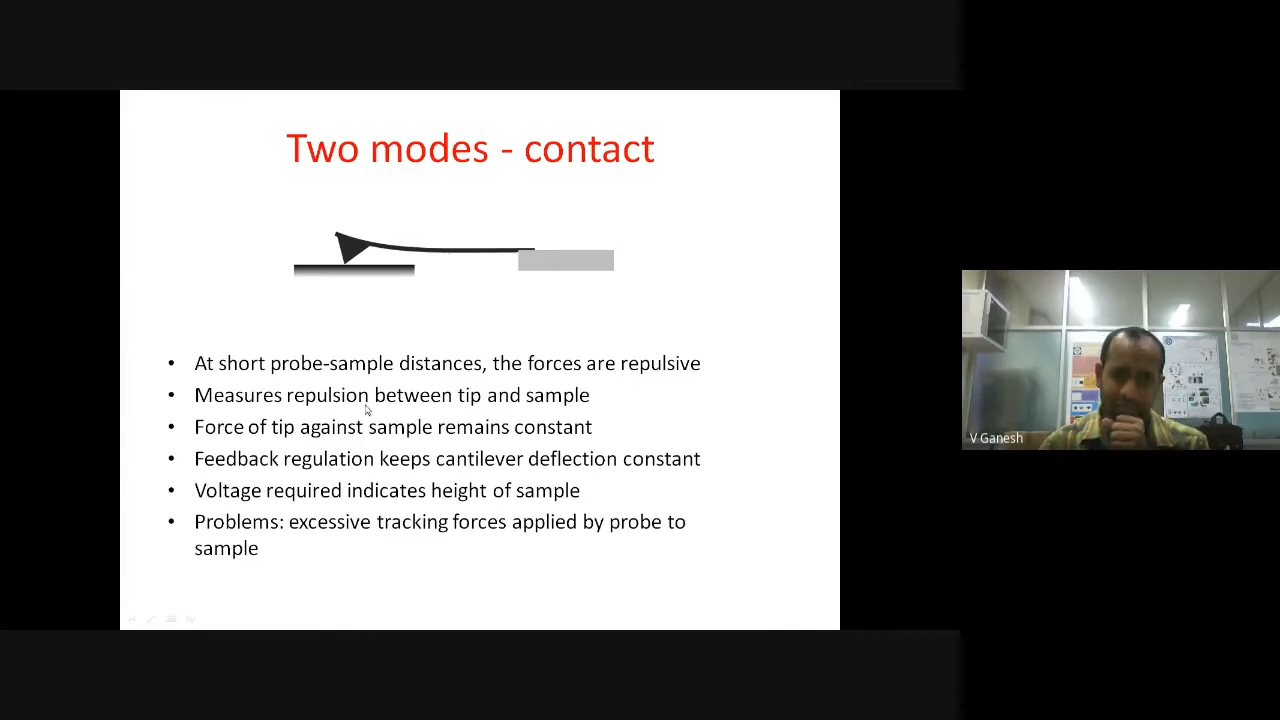 Two modes - contact
• At short probe-sample distances, the forces are repulsive
• Measures repulsion between tip and sample
• Force of tip against sample remains constant
• Feedback regulation keeps cantilever deflection constant
• Voltage required indicates height of sample
• Problems: excessive tracking forces applied by probe to
sample
V Ganesh